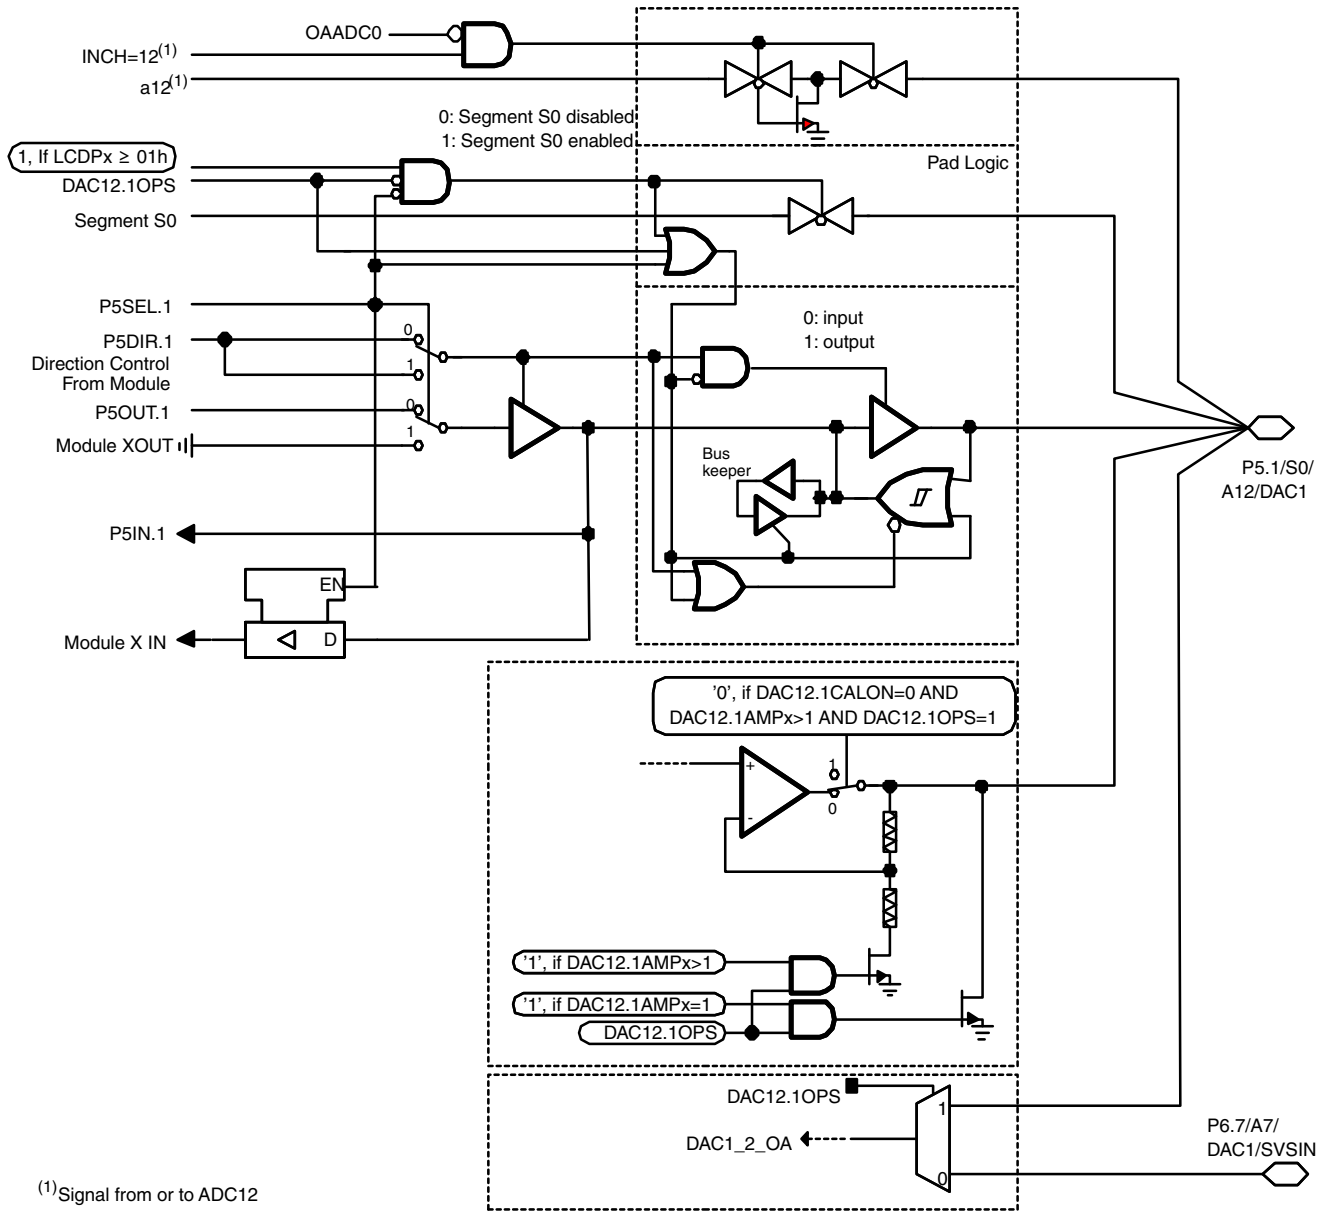 OAADC0
INCH=12(1)
a12(1)
0: Segment S0 disabled
1: Segment S0 enabled
1, If LCDPx ≥ 01h
Pad Logic
DAC12.1OPS
Segment S0
P5SEL.1
0: input
1: output
P5DIR.1
0
Direction Control
From Module
1
P5OUT.1
0
Module XOUT
1
Bus
keeper
P5.1/S0/
A12/DAC1
P5IN.1
EN
Module X IN
D
'0', if DAC12.1CALON=0 AND
DAC12.1AMPx>1 AND DAC12.1OPS=1
+
1
0
-
'1', if DAC12.1AMPx>1
'1', if DAC12.1AMPx=1
DAC12.1OPS
DAC12.1OPS
1
DAC1_2_OA
P6.7/A7/
DAC1/SVSIN
0
(1)Signal from or to ADC12